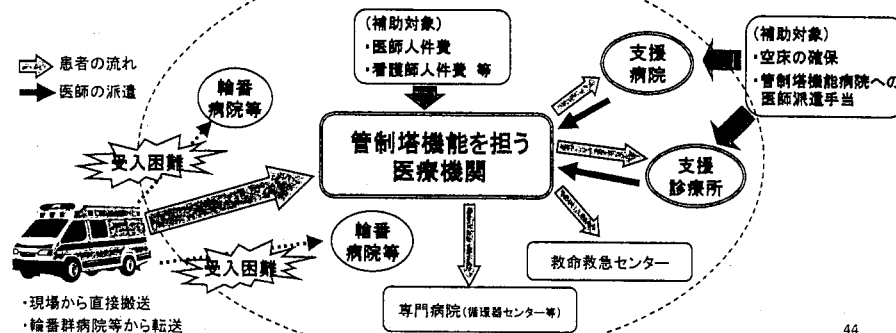 患者の流れ
医師の派遣
(補助対象)
・医師人件費
・看護師人件費 等
支援
病院
(補助対象)
・空床の確保
・管制塔機能病院への
医師派遣手当
輪番
病院等
受入困難
管制塔機能を担う
医療機関
支援
診療所
輪番
病院等
受入困難
救命救急センター
専門病院(循環器センター等)
・現場から直接搬送
・輪番群病院等から転送
44